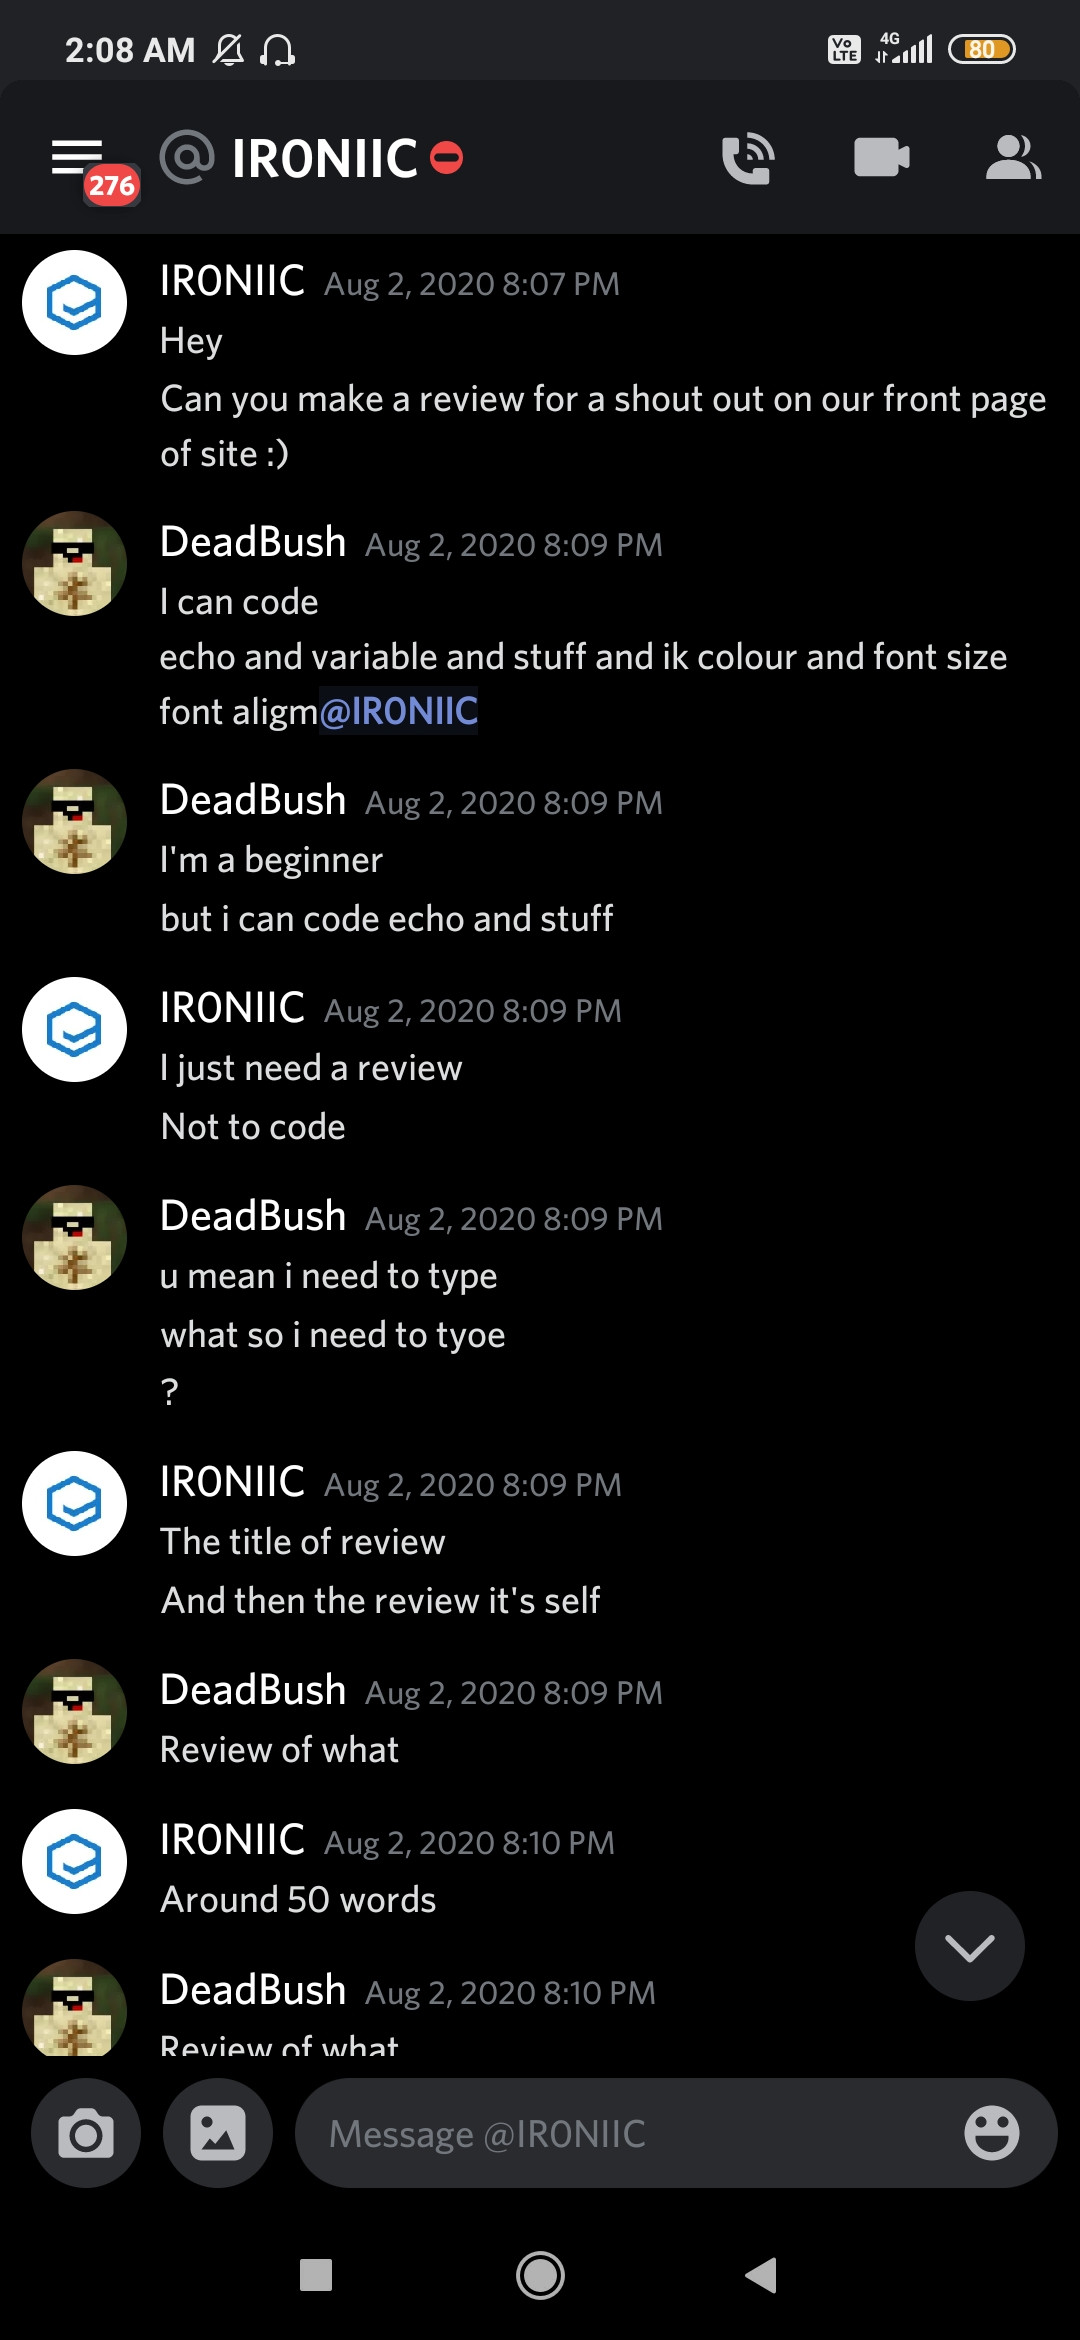 2:08 AM
Vo LTE 4G 80
276
@ IR0NIIC
IR0NIIC Aug 2, 2020 8:07 PM
Hey
Can you make a review for a shout out on our front page
of site :)
DeadBush Aug 2, 2020 8:09 PM
I can code
echo and variable and stuff and ik colour and font size
font aligm@IR0NIIC
DeadBush Aug 2, 2020 8:09 PM
I'm a beginner
but i can code echo and stuff
IR0NIIC Aug 2, 2020 8:09 PM
I just need a review
Not to code
DeadBush Aug 2, 2020 8:09 PM
u mean i need to type
what so i need to tyoe
?
IR0NIIC Aug 2, 2020 8:09 PM
The title of review
And then the review it's self
DeadBush Aug 2, 2020 8:09 PM
Review of what
IR0NIIC Aug 2, 2020 8:10 PM
Around 50 words
DeadBush Aug 2, 2020 8:10 PM
Review of what
Message @IR0NIIC